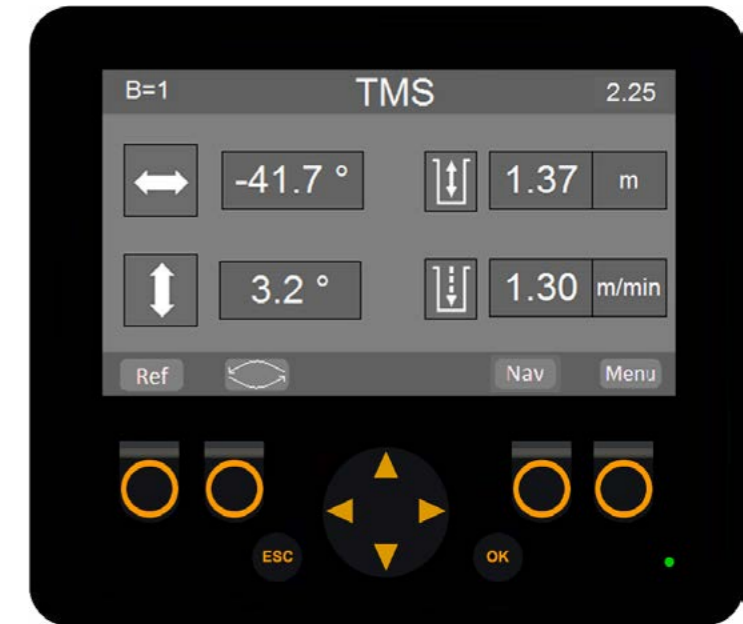 B=1 TMS 2.25
-41.7 ° 1.37 m
3.2 ° 1.30 m/min
Ref Nav Menu
ESC OK